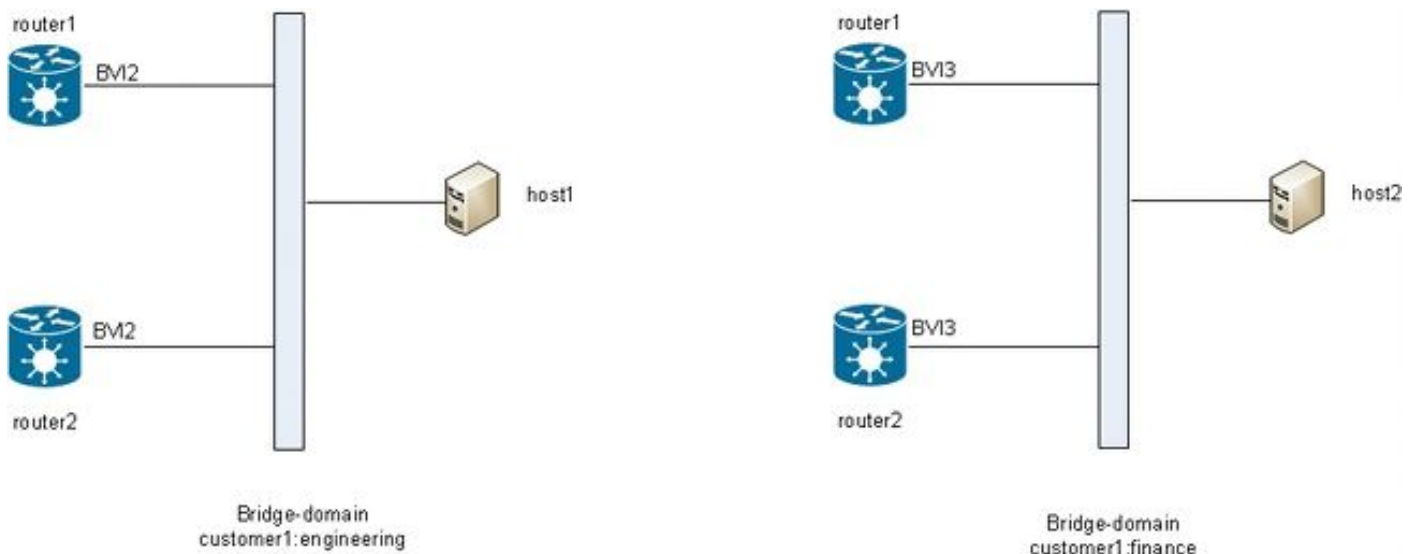 router1
BVI2
host1
BVI2
router2
Bridge-domain
customer1:engineering
router1
BVI3
host2
BVI3
router2
Bridge-domain
customer1:finance